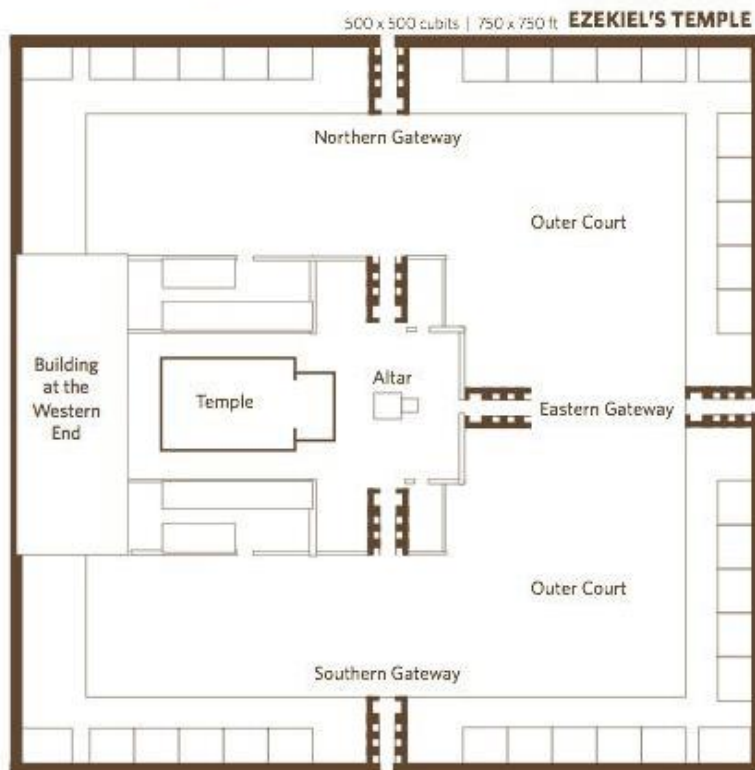 500 x 500 cubits | 750 x 750 ft EZEKIEL'S TEMPLE
Northern Gateway
Outer Court
Building
at the
Western
End
Temple
Altar
Eastern Gateway
Outer Court
Southern Gateway